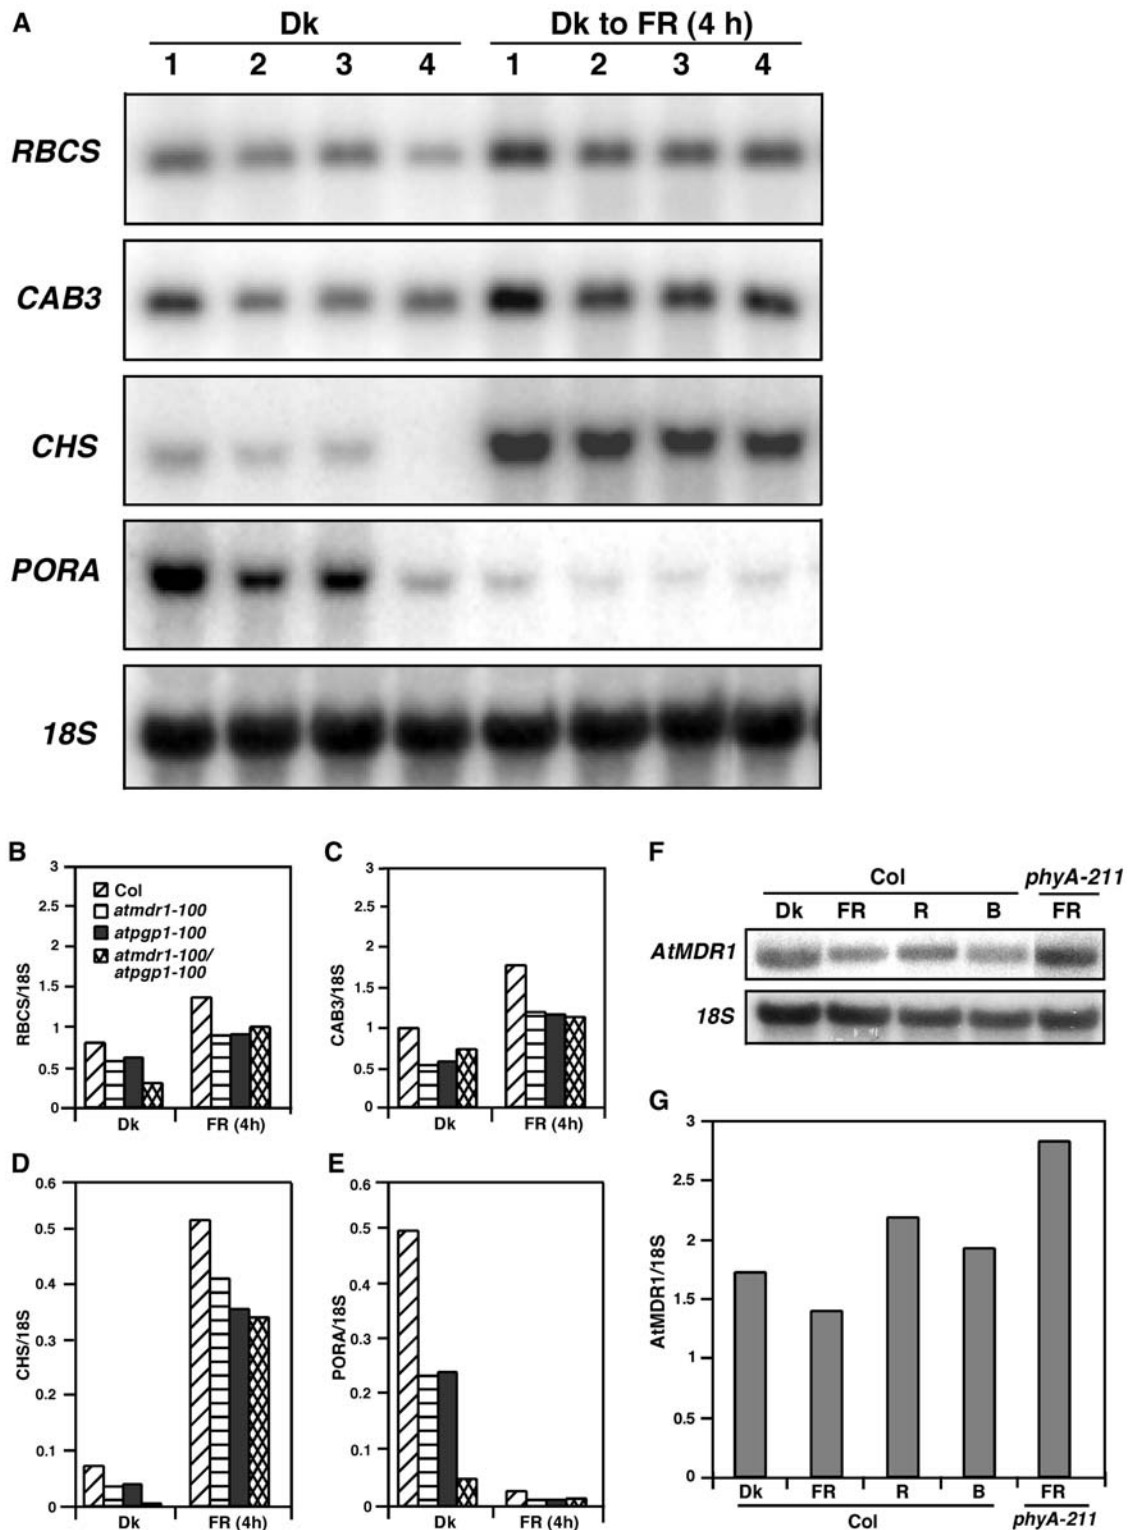 A
Dk Dk to FR (4 h)
1 2 3 4 1 2 3 4
RBCS
CAB3
CHS
PORA
18S
B
3
2.5
2
1.5
1
0.5
0
RBCS/18S
Col
atmdr1-100
atpgp1-100
atmdr1-100/
atpgp1-100
Dk FR (4h)
C
3
2.5
2
1.5
1
0.5
0
CAB3/18S
Dk FR (4h)
D
0.6
0.5
0.4
0.3
0.2
0.1
0
CHS/18S
Dk FR (4h)
E
0.6
0.5
0.4
0.3
0.2
0.1
0
PORA/18S
Dk FR (4h)
F
Col phyA-211
Dk FR R B FR
AtMDR1
18S
G
3
2.5
2
1.5
1
0.5
0
AtMDR1/18S
Dk FR R B FR
Col phyA-211